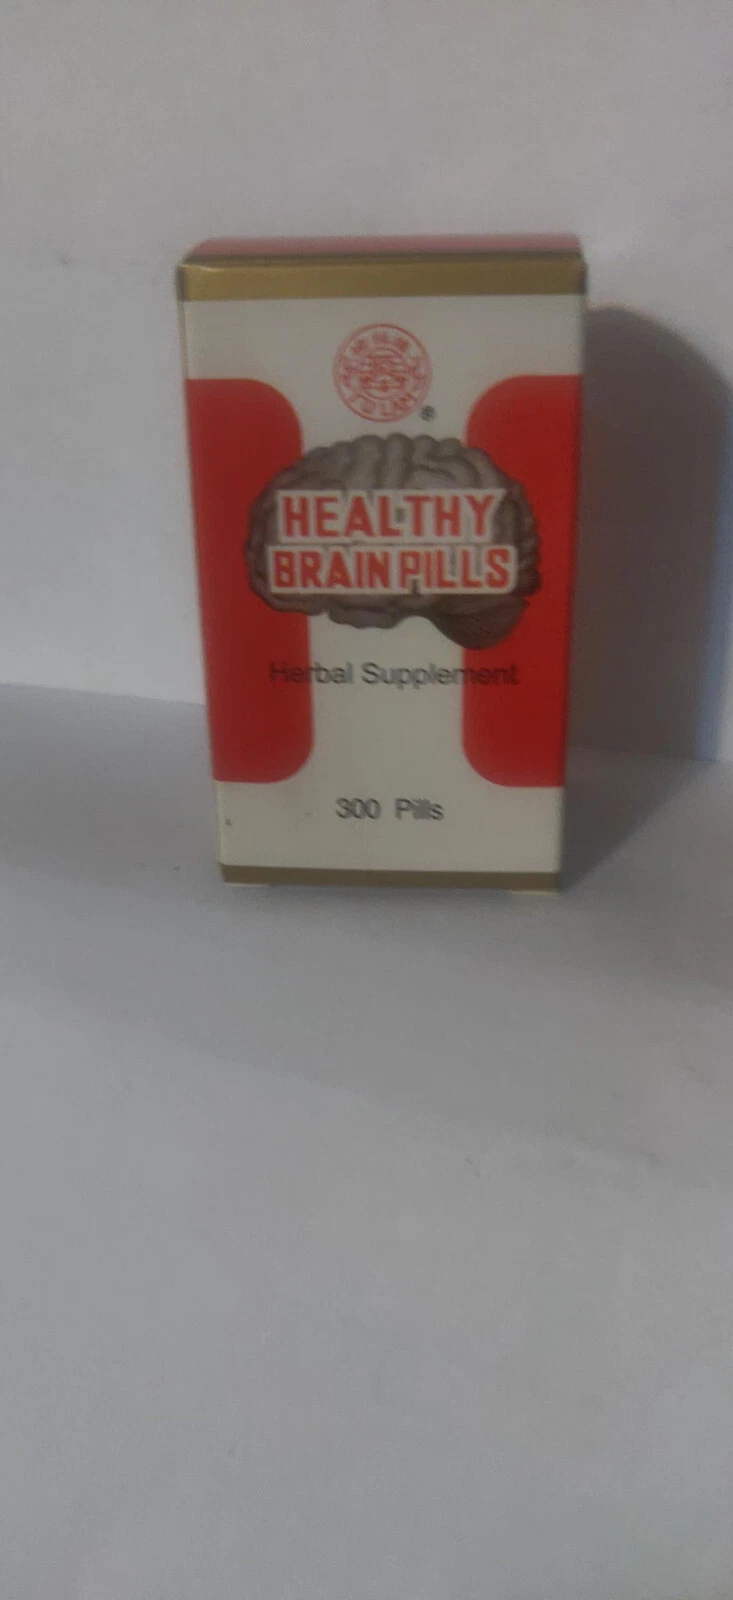 ®
HEALTHY
BRAIN PILLS
Herbal Supplement
300 Pills